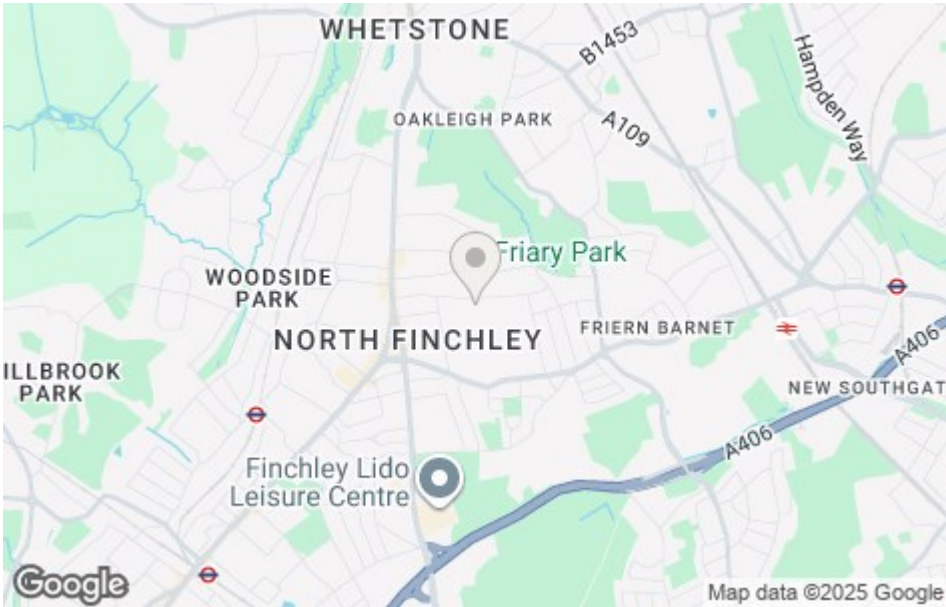 WHETSTONE
B1453
Hampden Way
OAKLEIGH PARK
A109
Friary Park
WOODSIDE
PARK
NORTH FINCHLEY
FRIERN BARNET
A406
ILLBROOK
PARK
NEW SOUTHGAT
A406
Finchley Lido
Leisure Centre
Google
Map data ©2025 Google